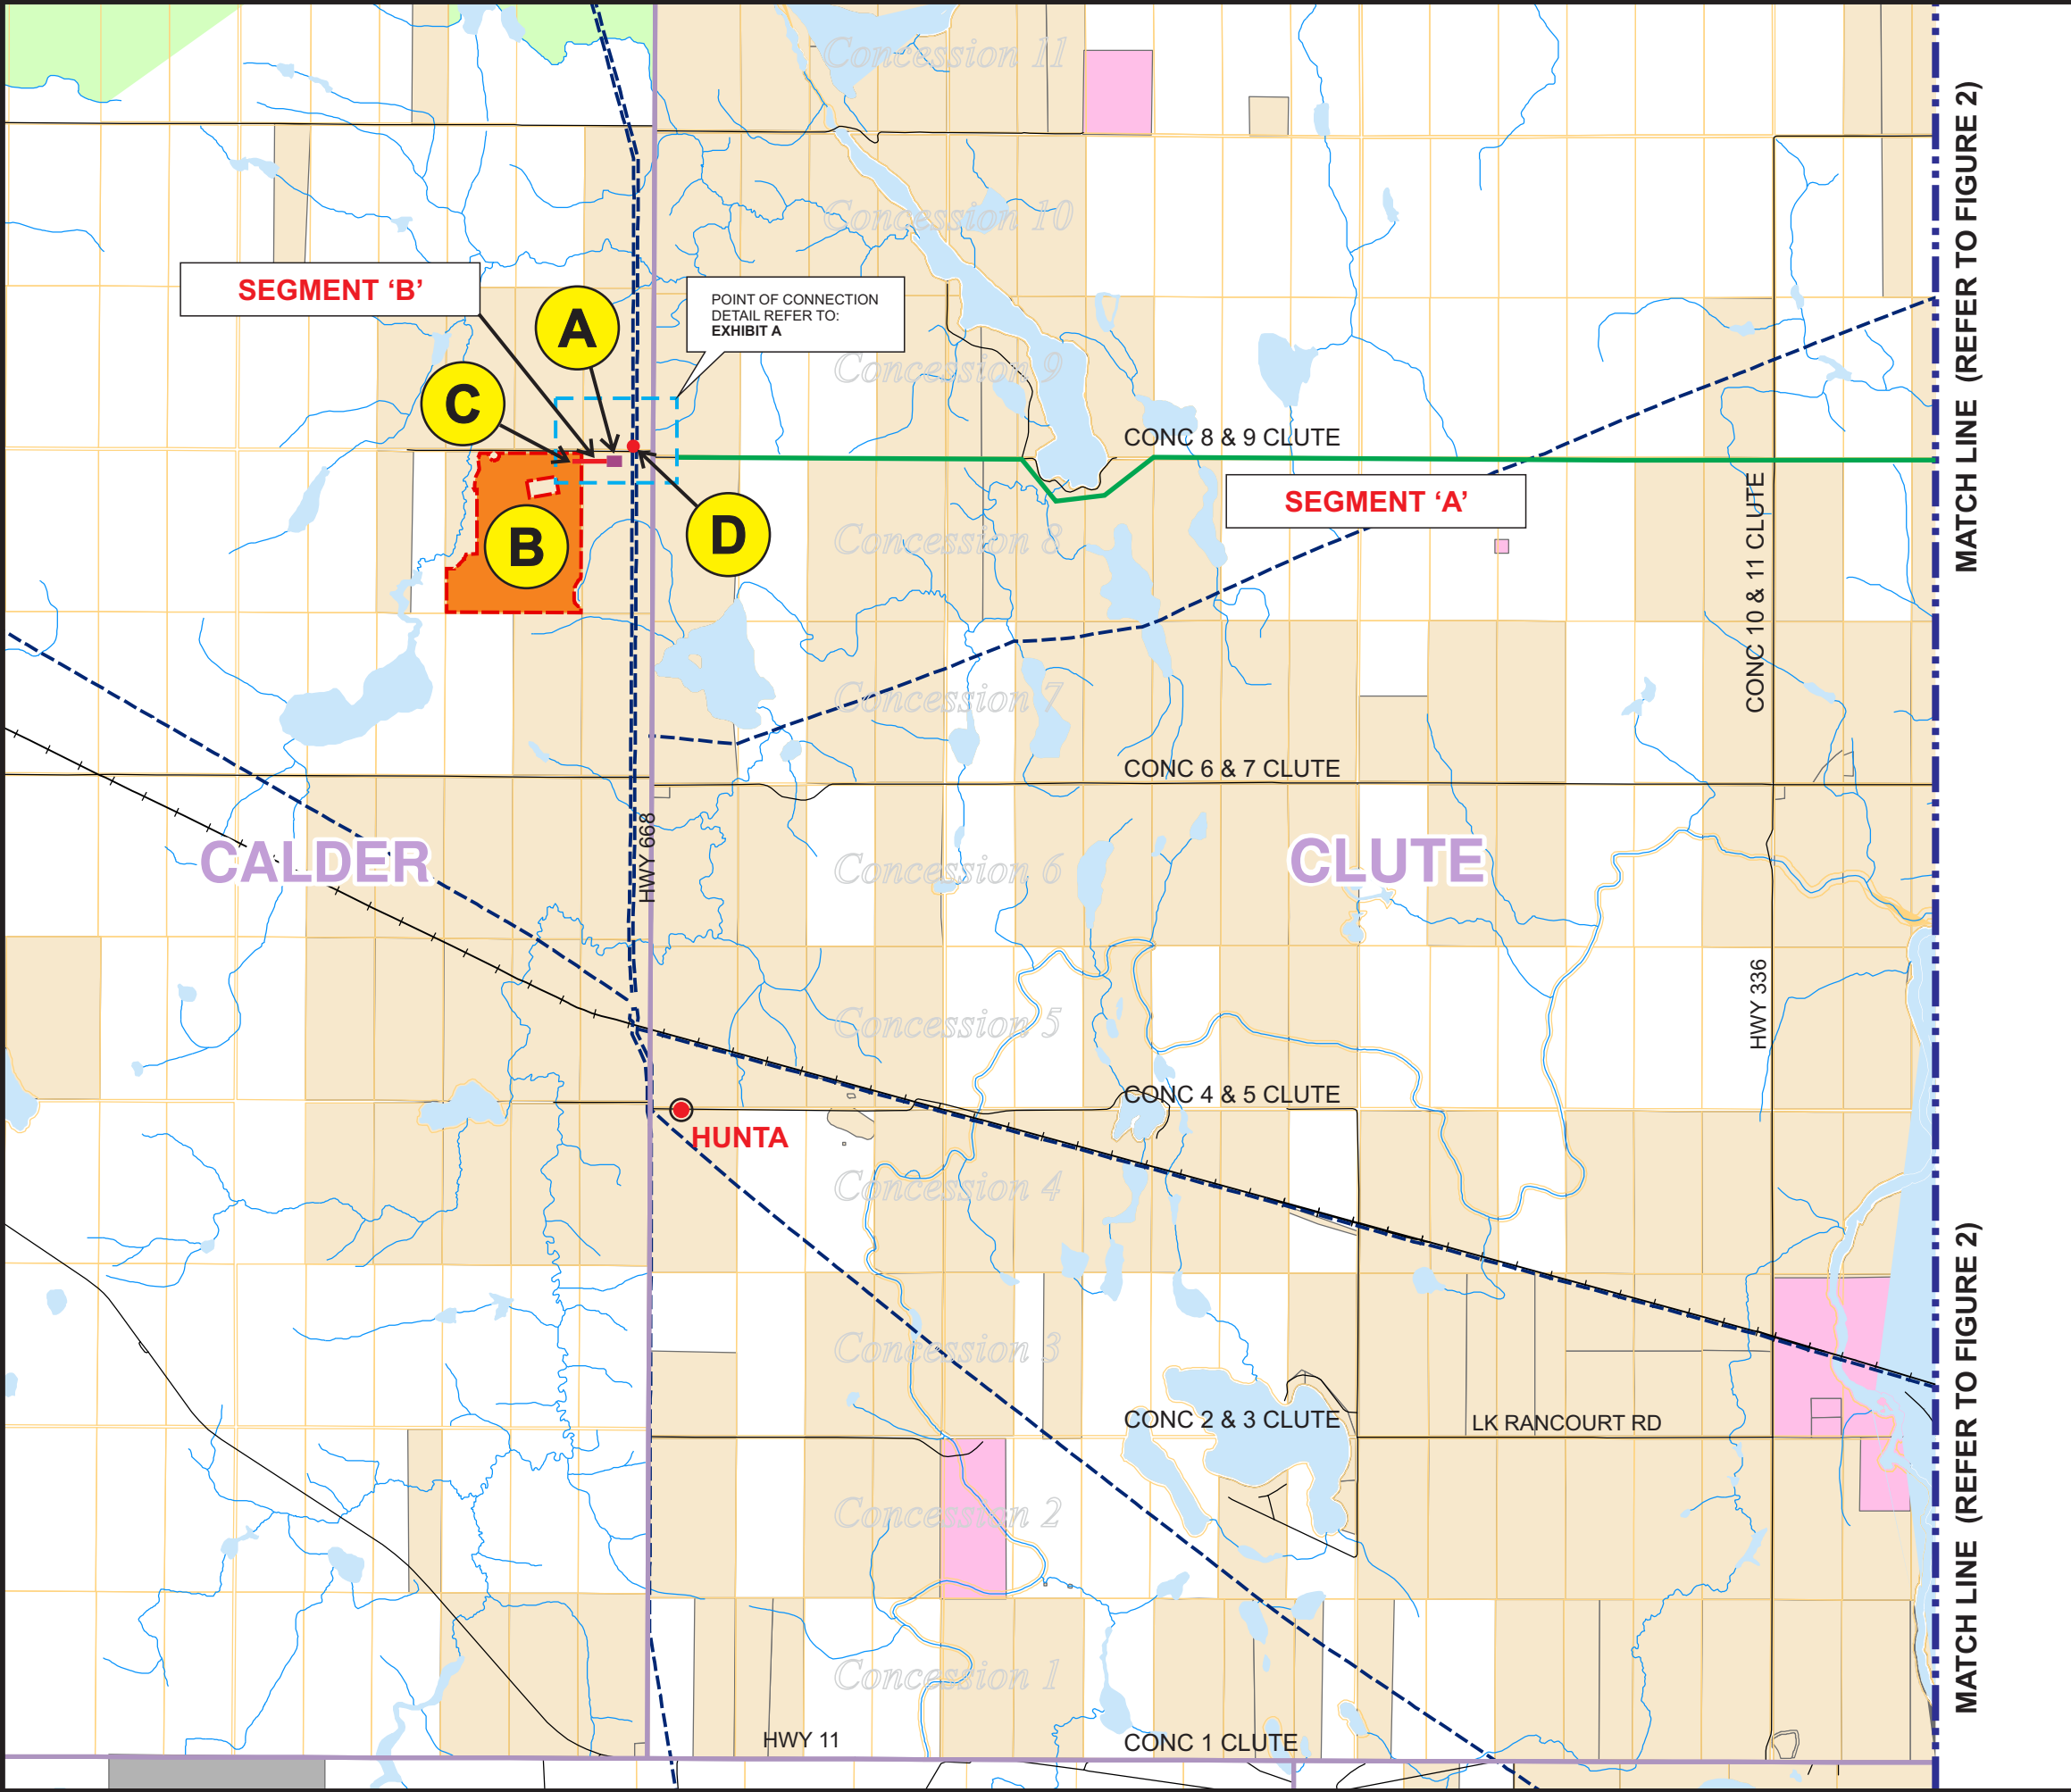 Concession 11
Concession 10
SEGMENT ‘B’
A
POINT OF CONNECTION
DETAIL REFER TO:
EXHIBIT A
Concession 9
C
CONC 8 & 9 CLUTE
SEGMENT ‘A’
B
D
Concession 8
CONC 10 & 11 CLUTE
MATCH LINE (REFER TO FIGURE 2)
Concession 7
CONC 6 & 7 CLUTE
HWY 668
CALDER
Concession 6
CLUTE
HWY 336
Concession 5
CONC 4 & 5 CLUTE
HUNTA
Concession 4
Concession 3
CONC 2 & 3 CLUTE
LK RANCOURT RD
Concession 2
MATCH LINE (REFER TO FIGURE 2)
Concession 1
HWY 11
CONC 1 CLUTE